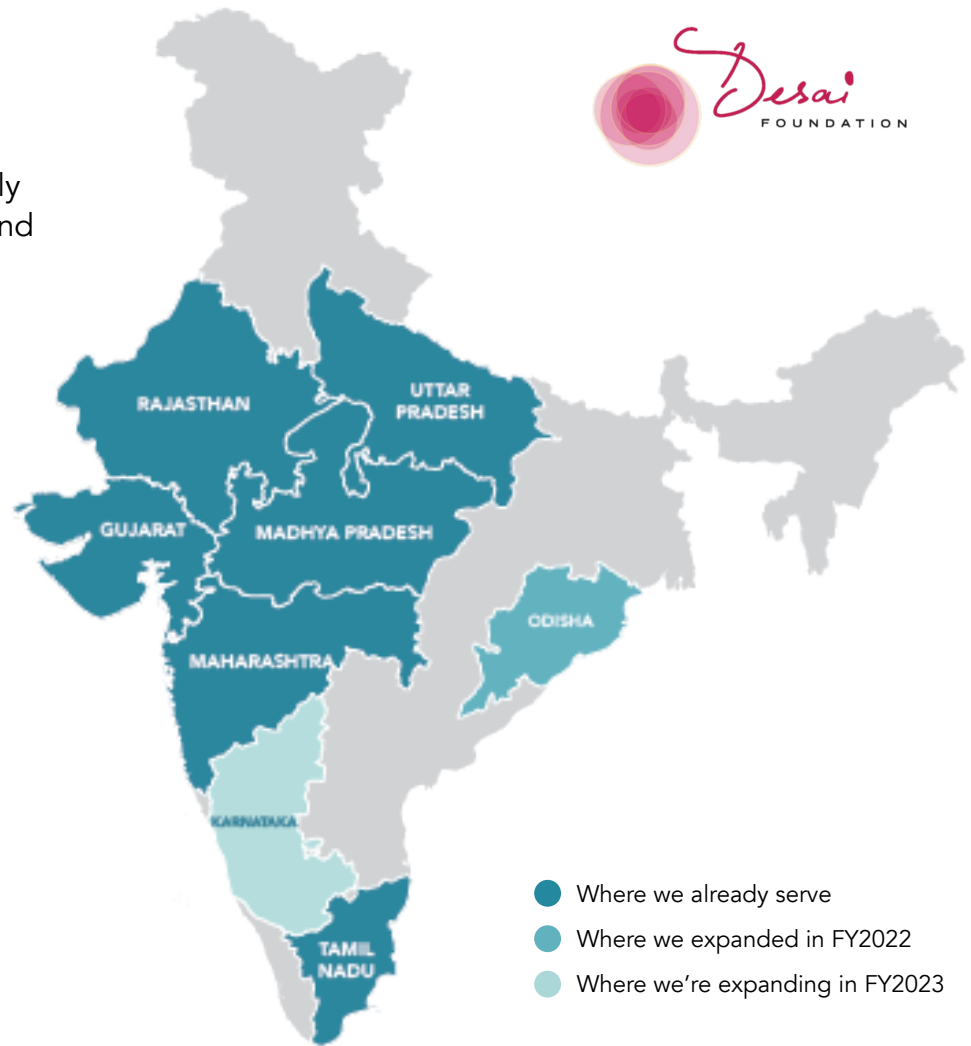 Desai
FOUNDATION
ly
nd
RAJASTHAN
UTTAR
PRADESH
GUJARAT
MADHYA PRADESH
ODISHA
MAHARASHTRA
KARNATAKA
TAMIL
NADU
Where we already serve
Where we expanded in FY2022
Where we're expanding in FY2023